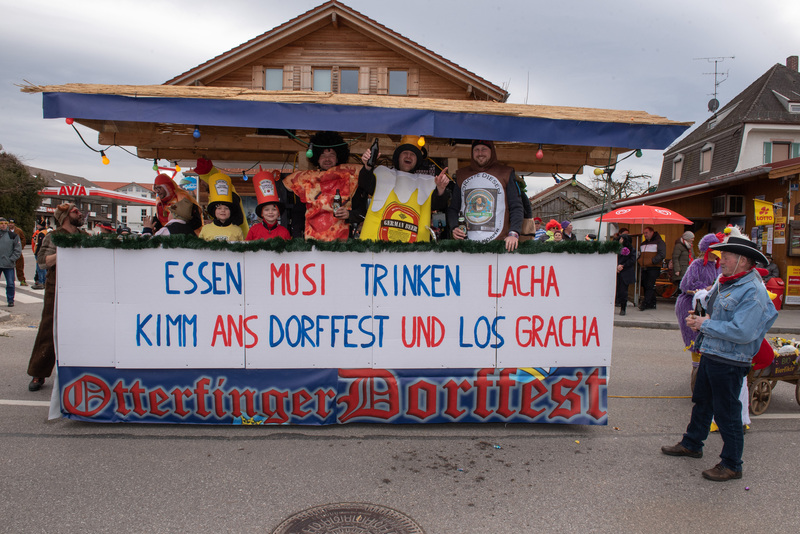 AVIA
LOTTO
GERMAN BEER
ESSEN MUSI TRINKEN LACHA
KIMM ANS DORFFEST UND LOS GRACHA
Otterfinger Dorffest